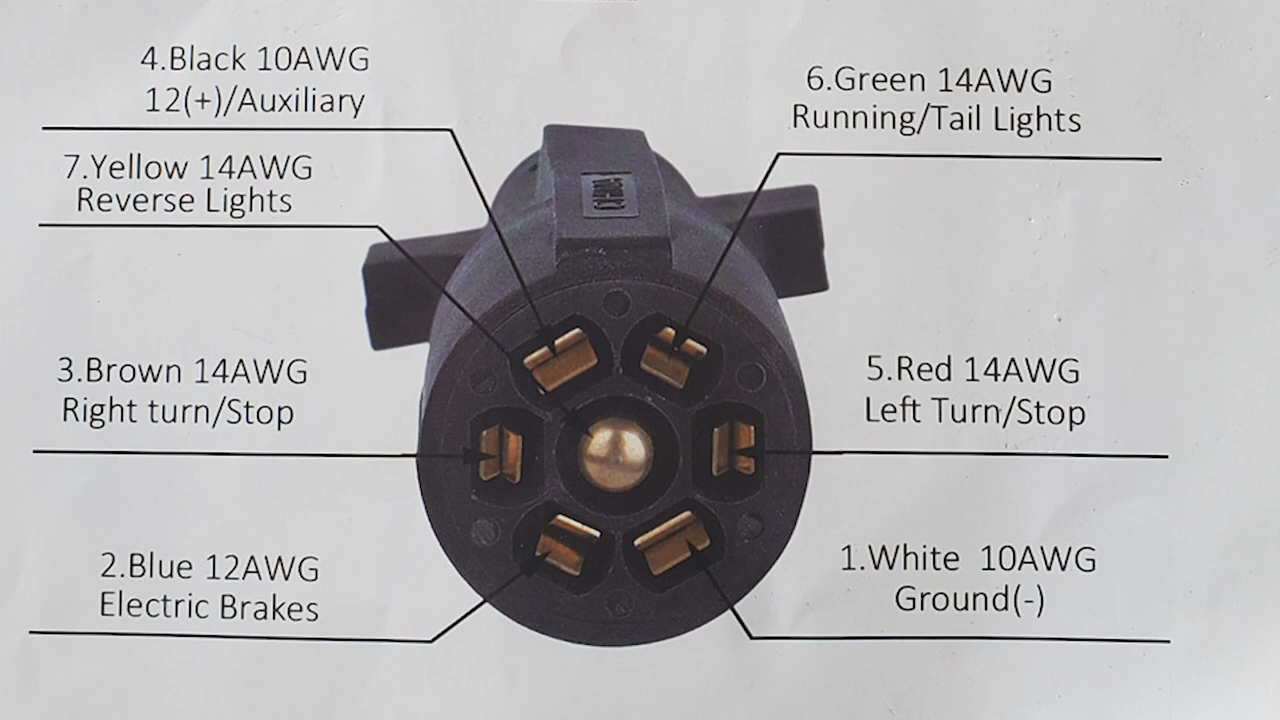 4.Black 10AWG
12(+)/Auxiliary
7.Yellow 14AWG
Reverse Lights
3.Brown 14AWG
Right turn/Stop
2.Blue 12AWG
Electric Brakes
6.Green 14AWG
Running/Tail Lights
5.Red 14AWG
Left Turn/Stop
1.White 10AWG
Ground(-)